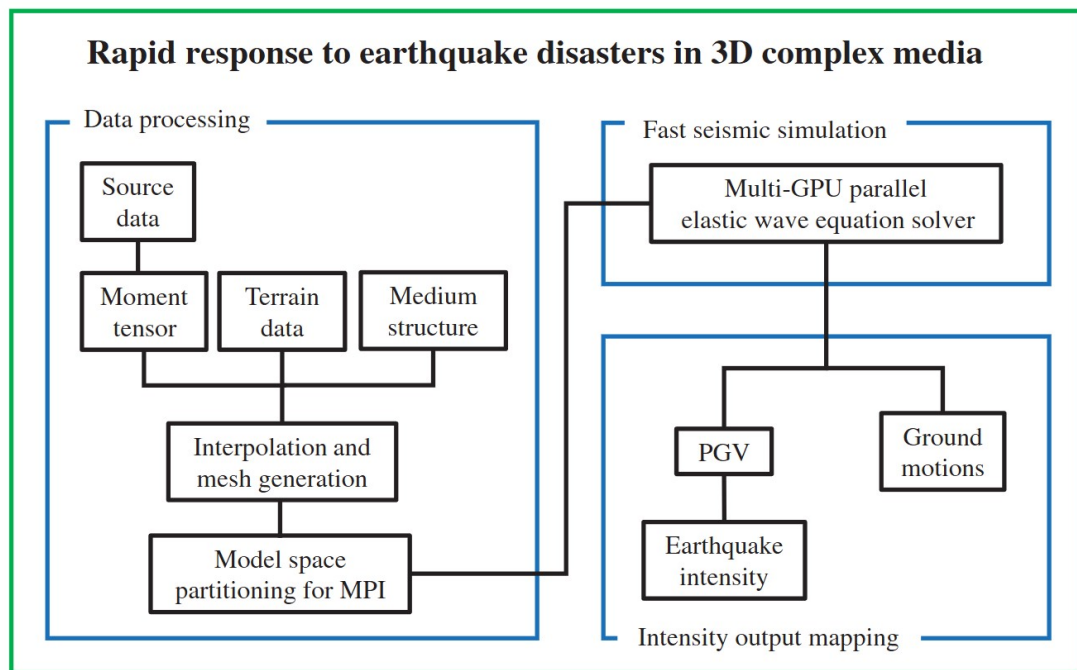 Rapid response to earthquake disasters in 3D complex media
Data processing
Source
data
Moment
tensor
Terrain
data
Medium
structure
Interpolation and
mesh generation
Model space
partitioning for MPI
Fast seismic simulation
Multi-GPU parallel
elastic wave equation solver
PGV
Ground
motions
Earthquake
intensity
Intensity output mapping